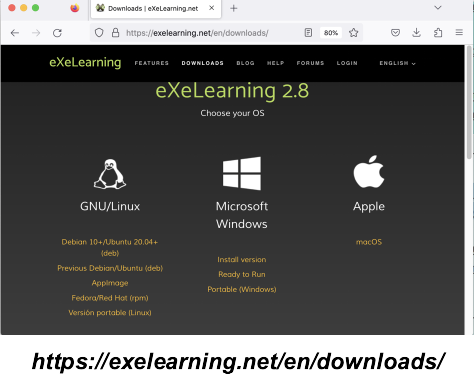 Downloads | eXeLearning.net
https://exelearning.net/en/downloads/
80%
eXeLearning
FEATURES
DOWNLOADS
BLOG
HELP
FORUMS
LOGIN
ENGLISH
eXeLearning 2.8
Choose your OS
GNU/Linux
Debian 10+/Ubuntu 20.04+
(deb)
Previous Debian/Ubuntu (deb)
AppImage
Fedora/Red Hat (rpm)
Versión portable (Linux)
Microsoft
Windows
Install version
Ready to Run
Portable (Windows)
Apple
macOS
https://exelearning.net/en/downloads/